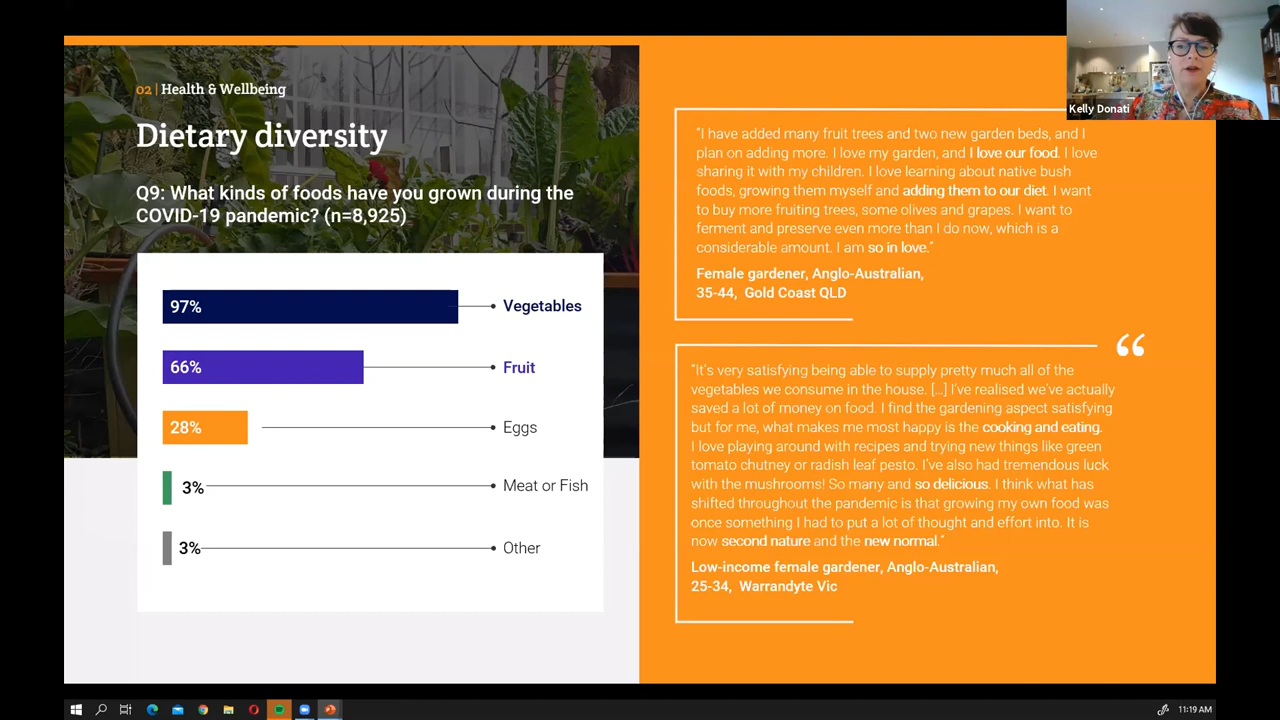 Kelly Donati
02 | Health & Wellbeing
Dietary diversity
Q9: What kinds of foods have you grown during the
COVID-19 pandemic? (n=8,925)
97% Vegetables
66% Fruit
28% Eggs
3% Meat or Fish
3% Other
"I have added many fruit trees and two new garden beds, and I
plan on adding more. I love my garden, and I love our food. I love
sharing it with my children. I love learning about native bush
foods, growing them myself and adding them to our diet. I want
to buy more fruiting trees, some olives and grapes. I want to
ferment and preserve even more than I do now, which is a
considerable amount. I am so in love."
Female gardener, Anglo-Australian,
35-44, Gold Coast QLD
“
"It's very satisfying being able to supply pretty much all of the
vegetables we consume in the house. [...] I've realised we've actually
saved a lot of money on food. I find the gardening aspect satisfying
but for me, what makes me most happy is the cooking and eating.
I love playing around with recipes and trying new things like green
tomato chutney or radish leaf pesto. I've also had tremendous luck
with the mushrooms! So many and so delicious. I think what has
shifted throughout the pandemic is that growing my own food was
once something I had to put a lot of thought and effort into. It is
now second nature and the new normal."
Low-income female gardener, Anglo-Australian,
25-34, Warrandyte Vic
11:19 AM